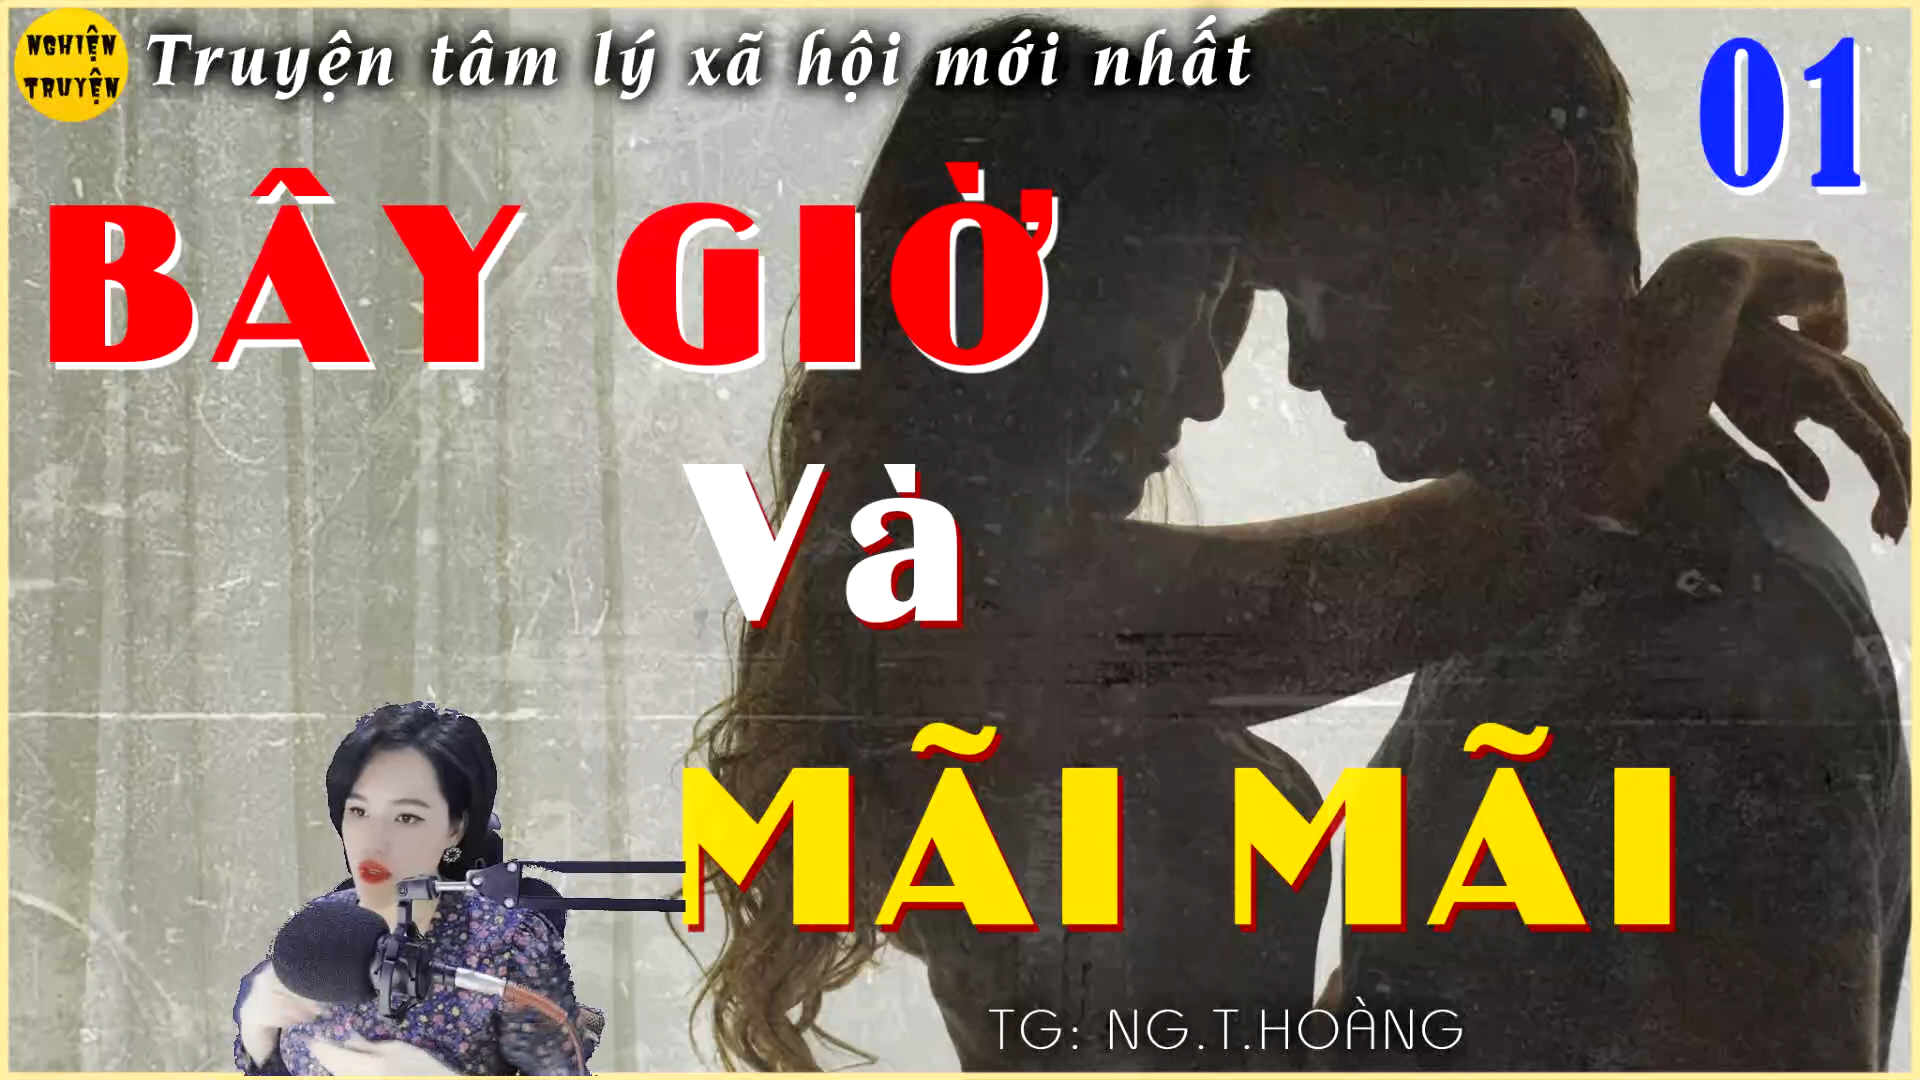 NGHIỆN
TRUYỆN
Truyện tâm lý xã hội mới nhất
01
BÂY GIỜ
Và
MÃI MÃI
TG: NG.T.HOÀNG